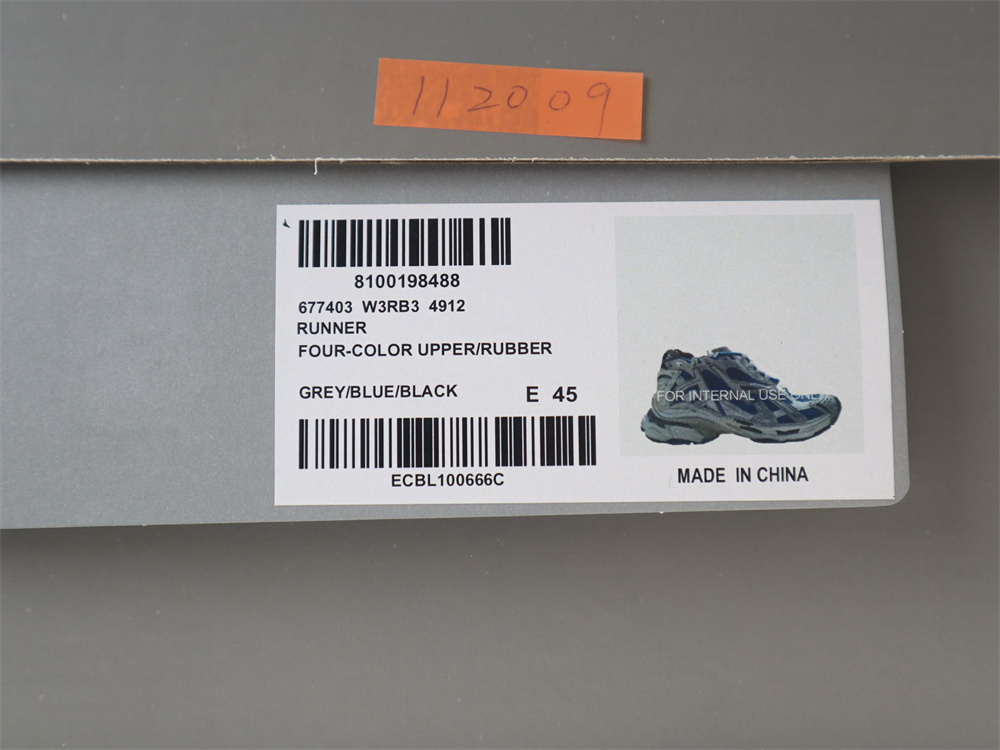 112009
8100198488
677403 W3RB3 4912
RUNNER
FOUR-COLOR UPPER/RUBBER
GREY/BLUE/BLACK E 45
ECBL100666C
FOR INTERNAL USE ONL
MADE IN CHINA